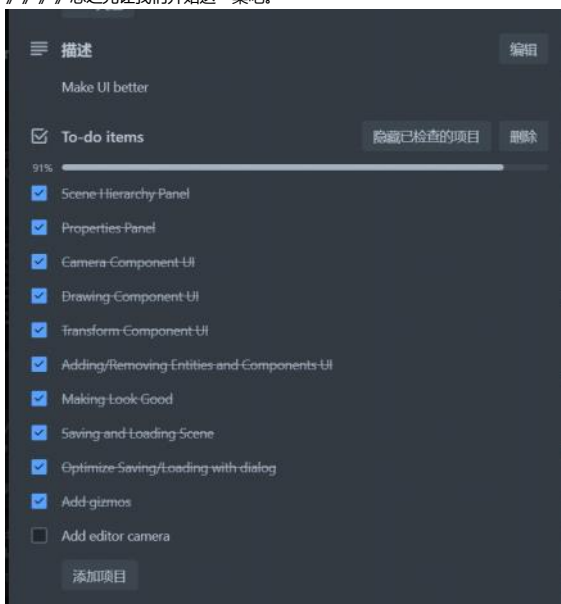 描述
编辑
Make UI better
To-do items
隐藏已检查的项目
删除
91%
Scene Hierarchy Panel
Properties Panel
Camera Component UI
Drawing Component UI
Transform Component UI
Adding/Removing Entities and Components UI
Making Look Good
Saving and Loading Scene
Optimize Saving/Loading with dialog
Add gizmos
Add editor camera
添加项目